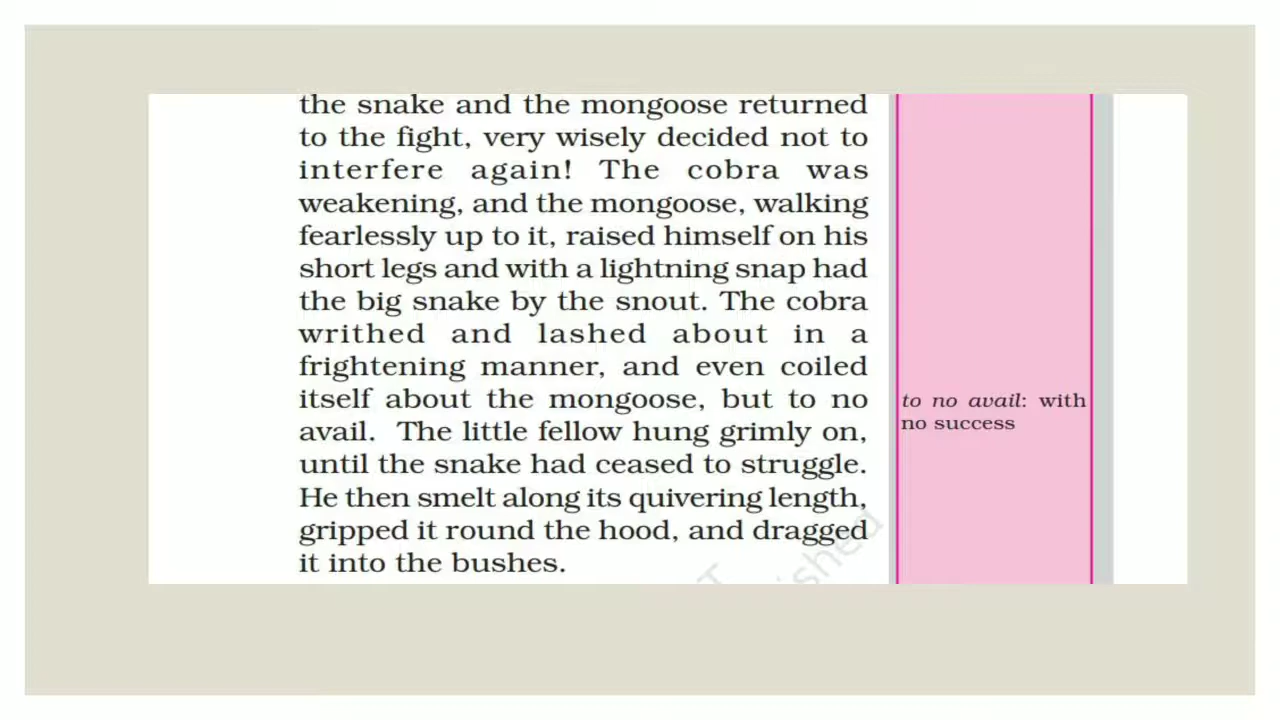 the snake and the mongoose returned
to the fight, very wisely decided not to
interfere again! The cobra was
weakening, and the mongoose, walking
fearlessly up to it, raised himself on his
short legs and with a lightning snap had
the big snake by the snout. The cobra
writhed and lashed about in a
frightening manner, and even coiled
itself about the mongoose, but to no
avail. The little fellow hung grimly on,
until the snake had ceased to struggle.
He then smelt along its quivering length,
gripped it round the hood, and dragged
it into the bushes.
to no avail: with
no success